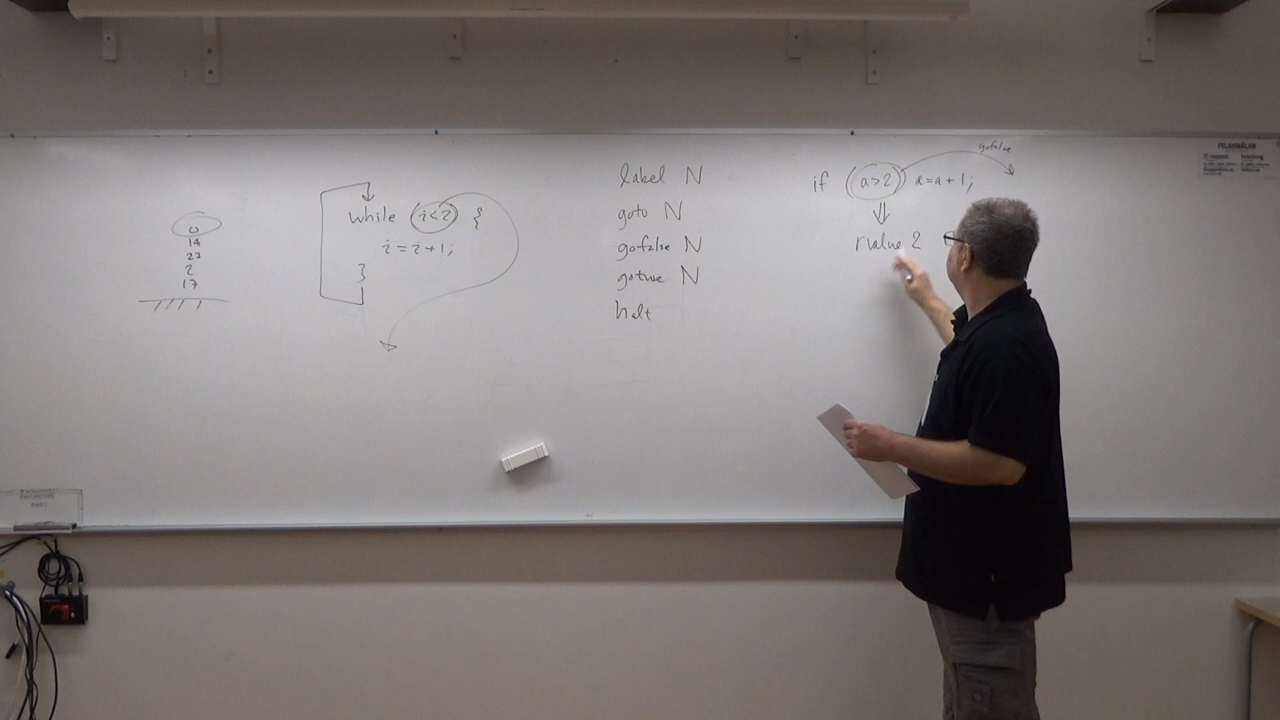 0
14
23
2
17
while (i<2) {
i = i+1;
}
label N
goto N
gofalse N
gotrue N
halt
gofalse
if (a>2) a=a+1;
⇓
rvalue 2
FELANMÄLAN